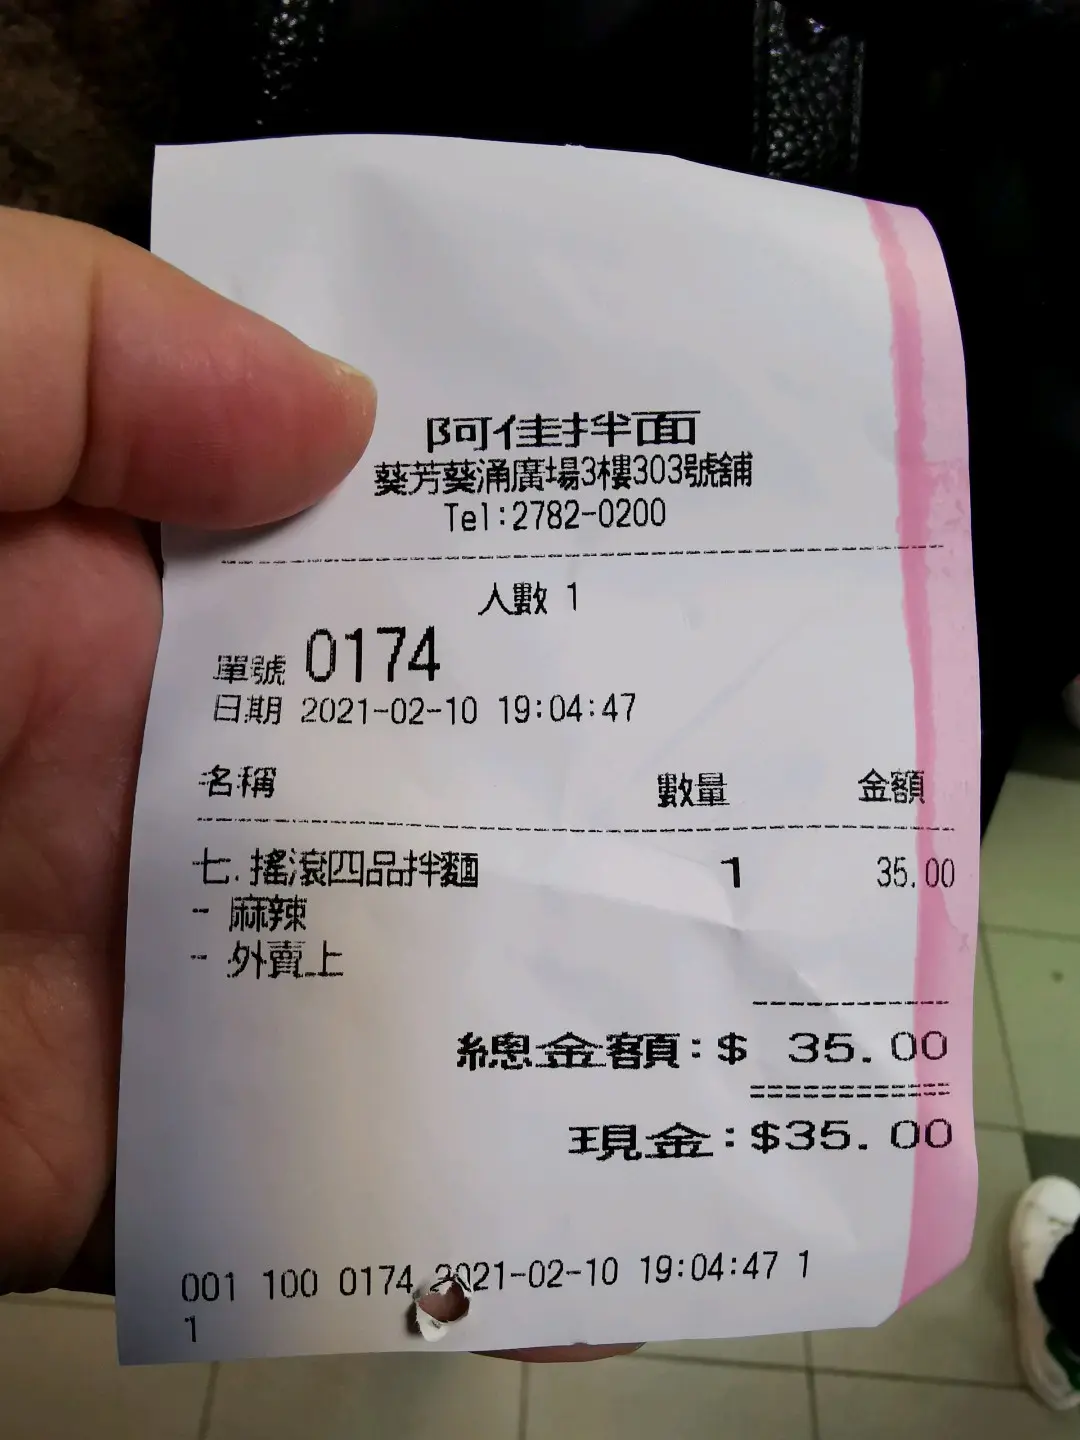 阿佳拌面
葵芳葵涌廣場3樓303號舖
Tel:2782-0200
人數 1
單號 0174
日期 2021-02-10 19:04:47
名稱 數量 金額
七.搖滾四品拌麵 1 35.00
- 麻辣
- 外賣上
總金額:$ 35.00
現金:$35.00
001 100 0174 2021-02-10 19:04:47 1
1